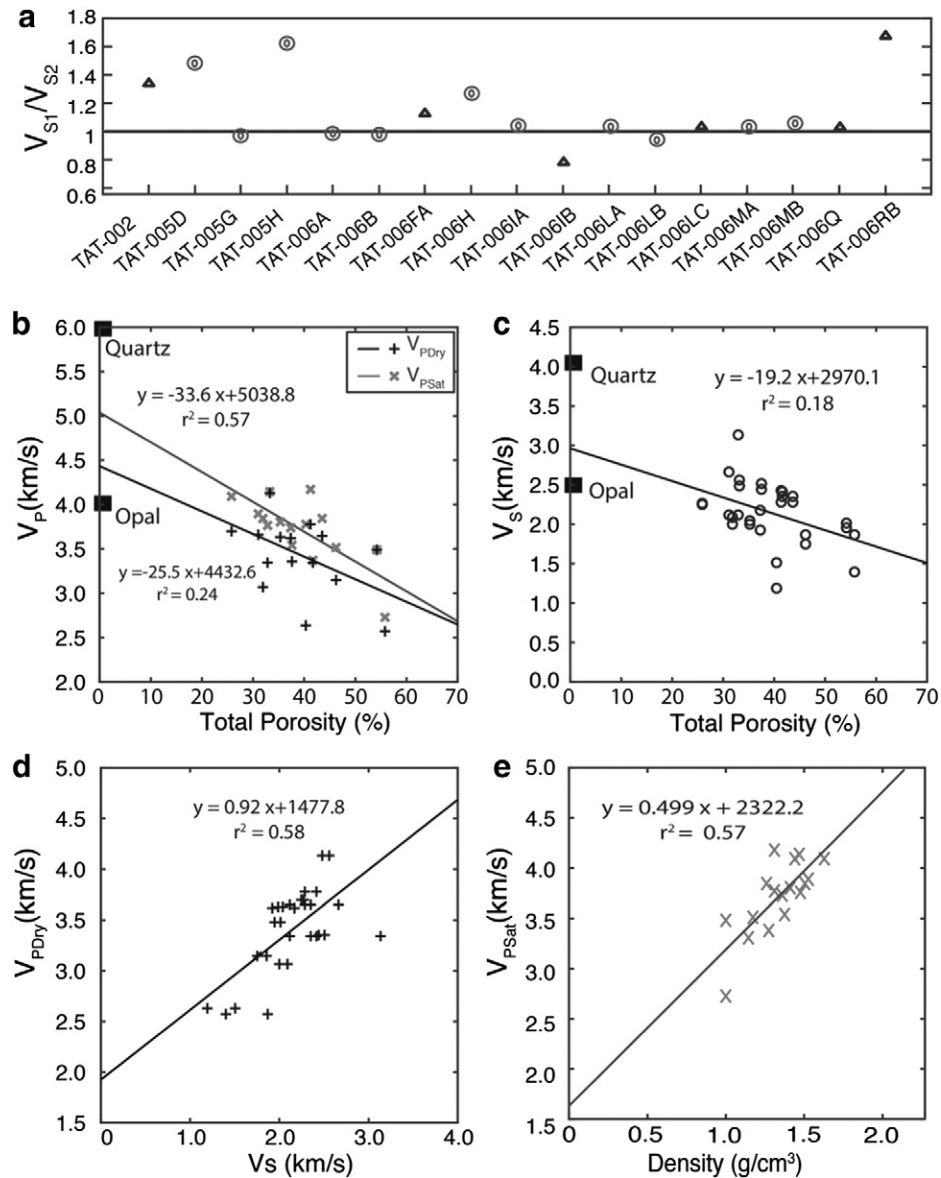 a
V_S1/V_S2
1.8
1.6
1.4
1.2
1
0.8
0.6
TAT-002
TAT-005D
TAT-005G
TAT-005H
TAT-006A
TAT-006B
TAT-006FA
TAT-006H
TAT-006IA
TAT-006IB
TAT-006LA
TAT-006LB
TAT-006LC
TAT-006MA
TAT-006MB
TAT-006Q
TAT-006RB
b
V_P(km/s)
6.0
5.5
5.0
4.5
4.0
3.5
3.0
2.5
2.0
Quartz
V_PDry
V_PSat
y = -33.6 x+5038.8
r² = 0.57
Opal
y=-25.5 x+4432.6
r² = 0.24
0 10 20 30 40 50 60 70
Total Porosity (%)
c
V_S(km/s)
4.5
4.0
3.5
3.0
2.5
2.0
1.5
1.0
0.5
0.0
Quartz
y = -19.2 x+2970.1
r² = 0.18
Opal
0 10 20 30 40 50 60 70
Total Porosity (%)
d
V_PDry(km/s)
5.0
4.5
4.0
3.5
3.0
2.5
2.0
1.5
y = 0.92 x+1477.8
r² = 0.58
0 1.0 2.0 3.0 4.0
Vs (km/s)
e
V_PSat(km/s)
5.0
4.5
4.0
3.5
3.0
2.5
2.0
1.5
y = 0.499 x + 2322.2
r² = 0.57
0 0.5 1.0 1.5 2.0
Density (g/cm³)